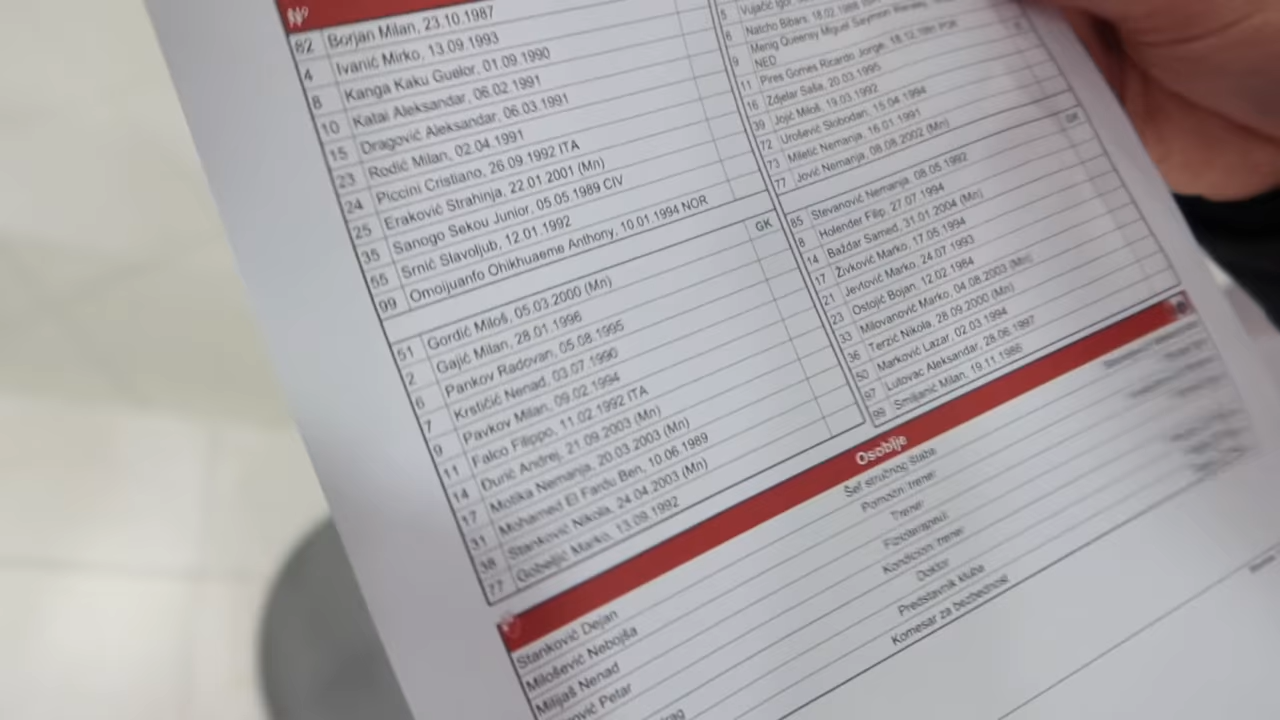 Nº
82 Borjan Milan, 23.10.1987
4 Ivanić Mirko, 13.09.1993
8 Kanga Kaku Guelor, 01.09.1990
10 Katai Aleksandar, 06.02.1991
15 Dragović Aleksandar, 06.03.1991
23 Rodić Milan, 02.04.1991
24 Piccini Cristiano, 26.09.1992 ITA
25 Eraković Strahinja, 22.01.2001 (Mn)
35 Sanogo Sekou Junior, 05.05.1989 CIV
55 Srnić Slavoljub, 12.01.1992
99 Omoijuanfo Ohikhuaeme Anthony, 10.01.1994 NOR
GK
51 Gordić Miloš, 05.03.2000 (Mn)
2 Gajić Milan, 28.01.1996
6 Pankov Radovan, 05.08.1995
7 Krstičić Nenad, 03.07.1990
9 Pavkov Milan, 09.02.1994
11 Falco Filippo, 11.02.1992 ITA
14 Đurić Andrej, 21.09.2003 (Mn)
17 Motika Nemanja, 20.03.2003 (Mn)
31 Mohamed El Fardu Ben, 10.06.1989
38 Stanković Nikola, 24.04.2003 (Mn)
77 Gobeljić Marko, 13.09.1992
5 Vujačić Igor,
6 Natcho Bibars, 18.02.
9 Menig Queensy Miguel
NED
11 Pires Gomes Ricardo Jorge, 18.12.1991 POR
16 Zdjelar Saša, 20.03.1995
39 Jojić Miloš, 19.03.1992
72 Urošević Slobodan, 15.04.1994
73 Miletić Nemanja, 16.01.1991
77 Jović Nemanja, 08.08.2002 (Mn)
GK
85 Stevanović Nemanja, 08.05.1992
8 Holender Filip, 27.07.1994
14 Baždar Samed, 31.01.2004 (Mn)
17 Živković Marko, 17.05.1994
21 Jevtović Marko, 24.07.1993
23 Ostojić Bojan, 12.02.1984
33 Milovanović Marko, 04.08.2003 (Mn)
36 Terzić Nikola, 28.09.2000 (Mn)
50 Marković Lazar, 02.03.1994
97 Lutovac Aleksandar, 28.06.1997
99 Smiljanić Milan, 19.11.1986
Osoblje
Stanković Dejan
Šef stručnog štaba
Milošević Nebojša
Pomoćni trener
Milijaš Nenad
Trener
ović Petar
Fizioterapeut
Kondicioni trener
Doktor
Predstavnik kluba
Komesar za bezbednost